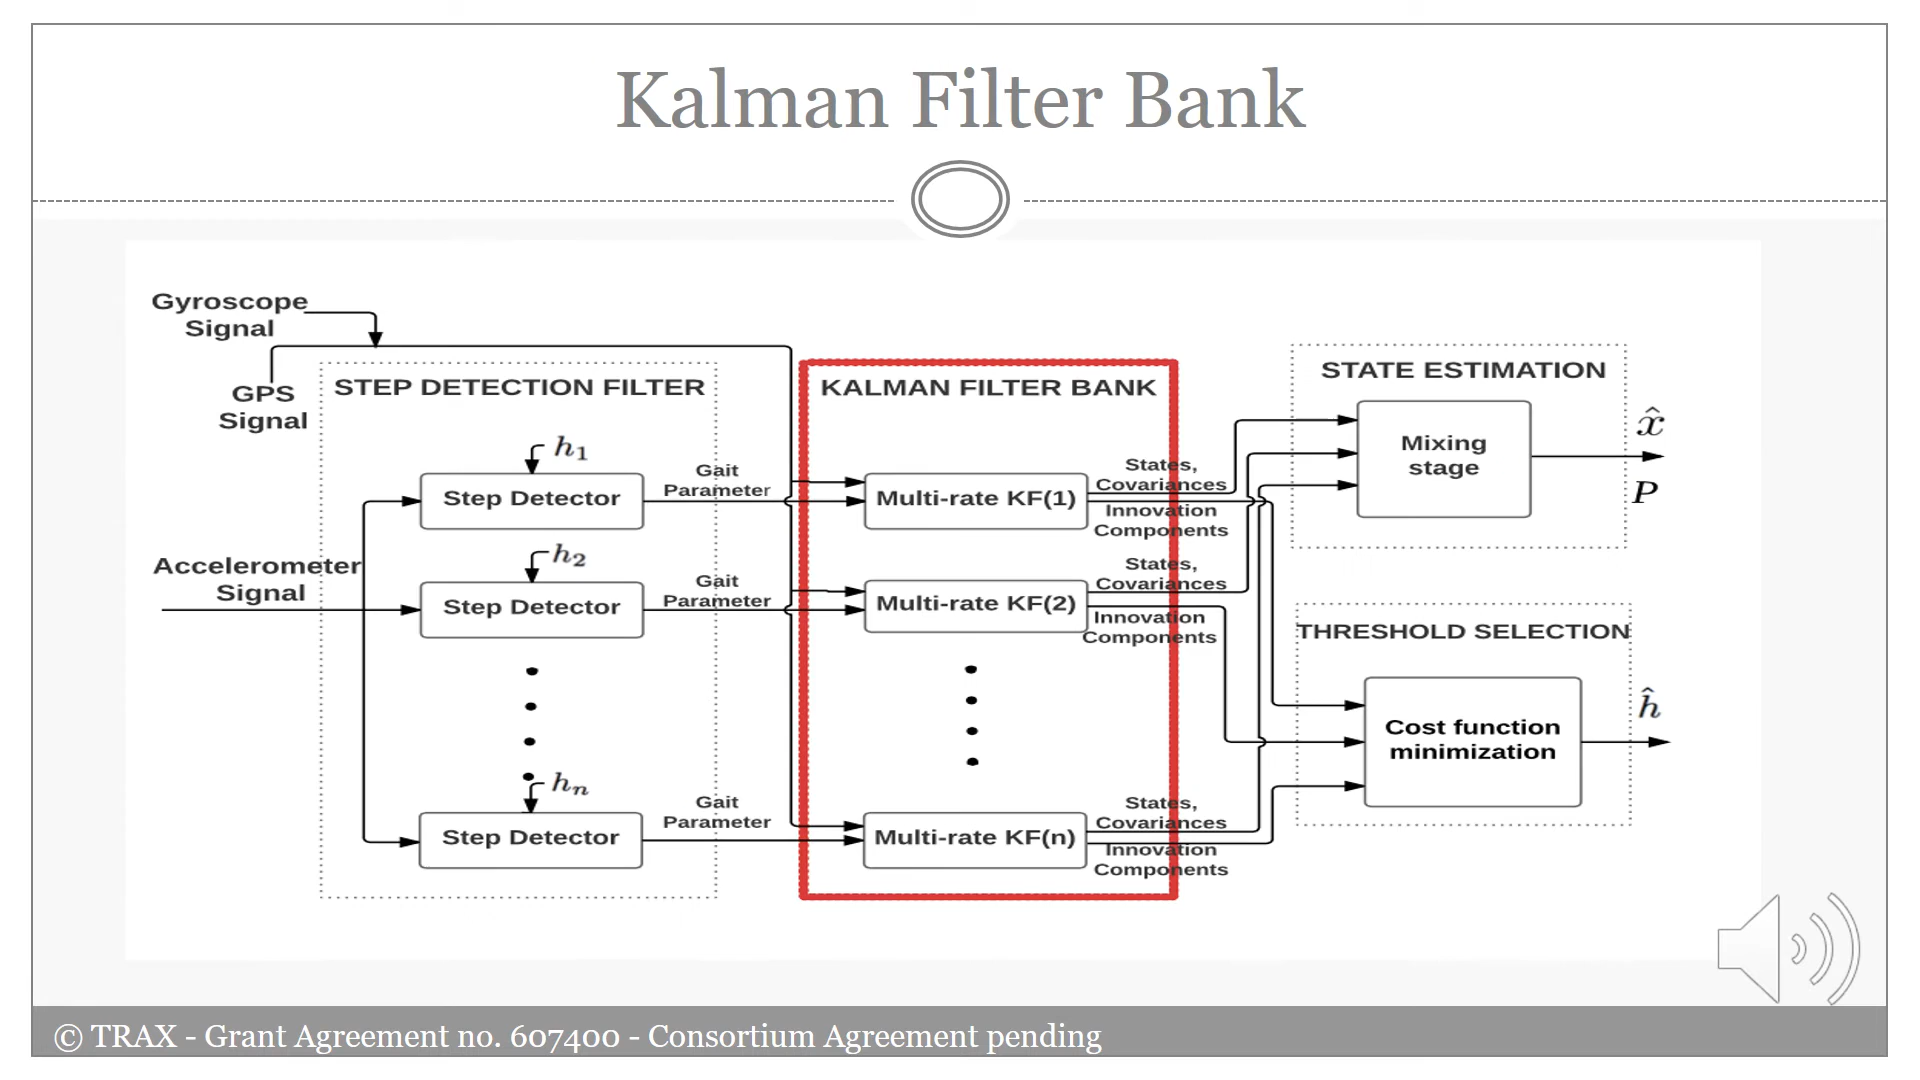 Kalman Filter Bank
Gyroscope
Signal
GPS
Signal
STEP DETECTION FILTER
h₁
Step Detector
Gait
Parameter
Accelerometer
Signal
h₂
Step Detector
Gait
Parameter
hₙ
Step Detector
Gait
Parameter
KALMAN FILTER BANK
Multi-rate KF(1)
States,
Covariances
Innovation
Components
Multi-rate KF(2)
States,
Covariances
Innovation
Components
Multi-rate KF(n)
States,
Covariances
Innovation
Components
STATE ESTIMATION
Mixing
stage
x̂
P
THRESHOLD SELECTION
Cost function
minimization
ĥ
© TRAX - Grant Agreement no. 607400 - Consortium Agreement pending